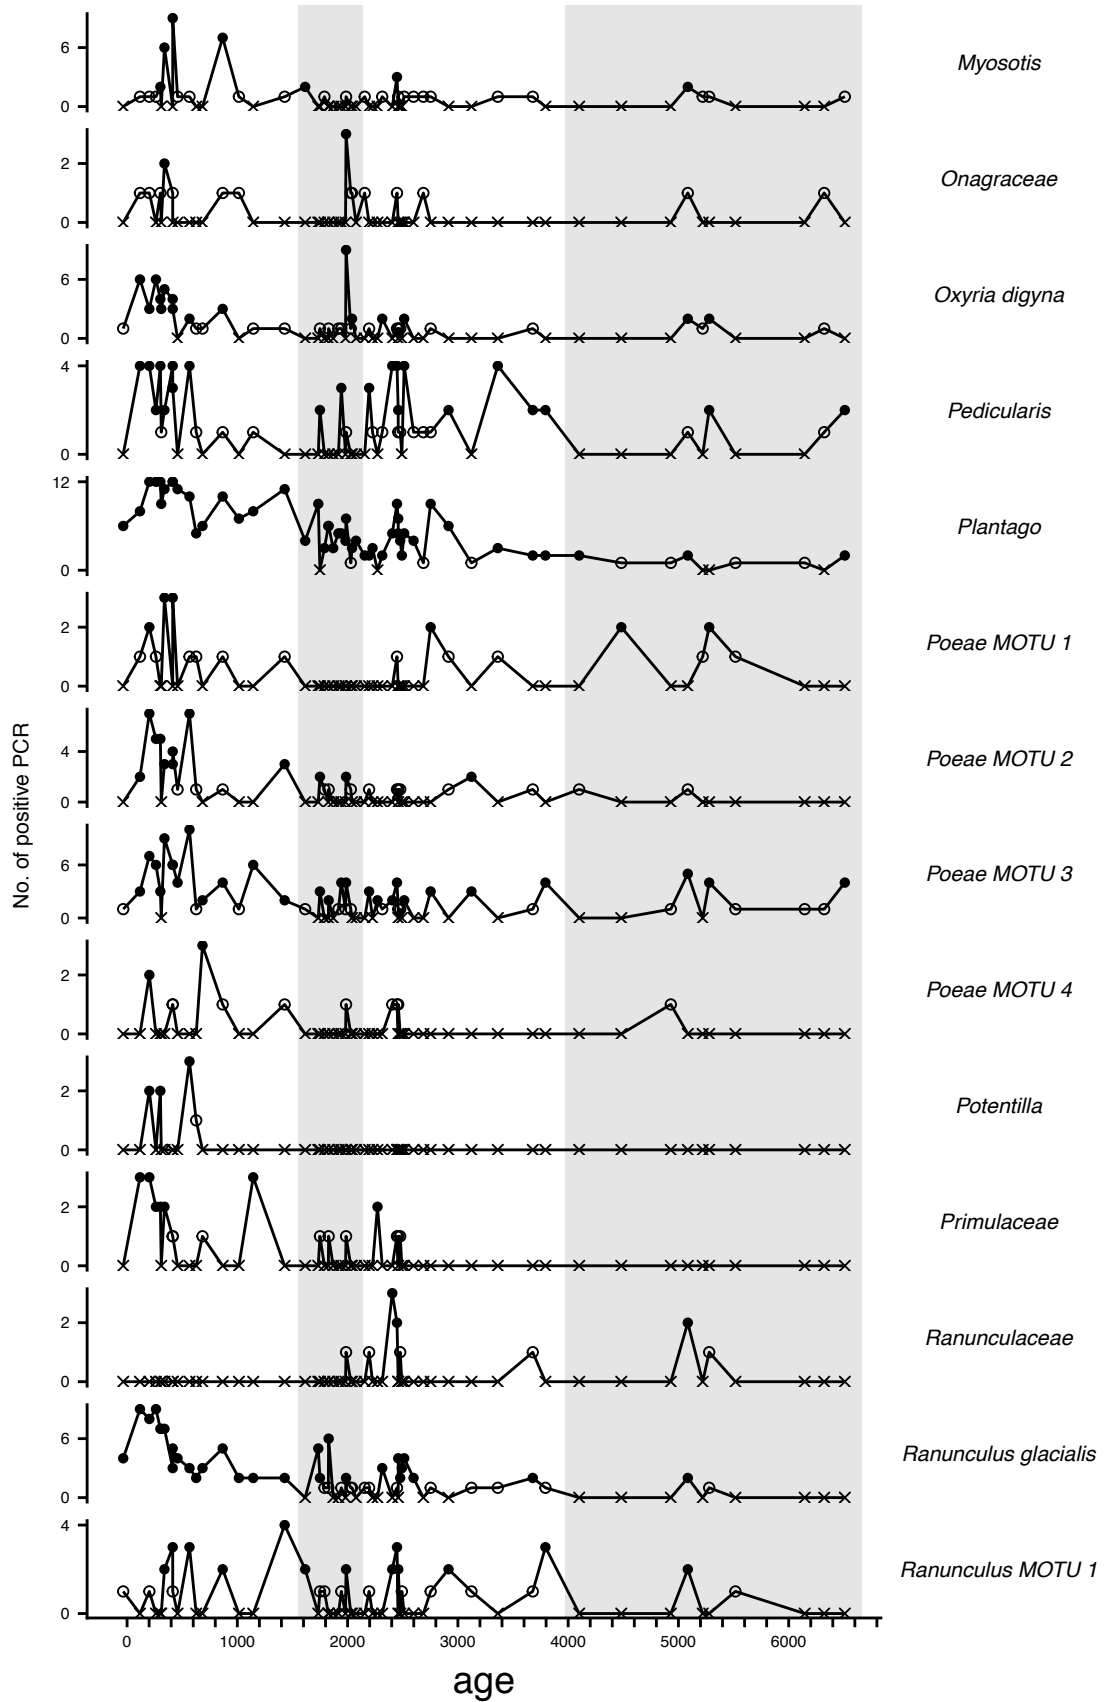 6
0
Myosotis
2
0
Onagraceae
6
0
Oxyria digyna
4
0
Pedicularis
12
0
Plantago
2
0
Poeae MOTU 1
4
0
Poeae MOTU 2
6
0
Poeae MOTU 3
2
0
Poeae MOTU 4
2
0
Potentilla
2
0
Primulaceae
2
0
Ranunculaceae
6
0
Ranunculus glacialis
4
0
Ranunculus MOTU 1
No. of positive PCR
0 1000 2000 3000 4000 5000 6000
age